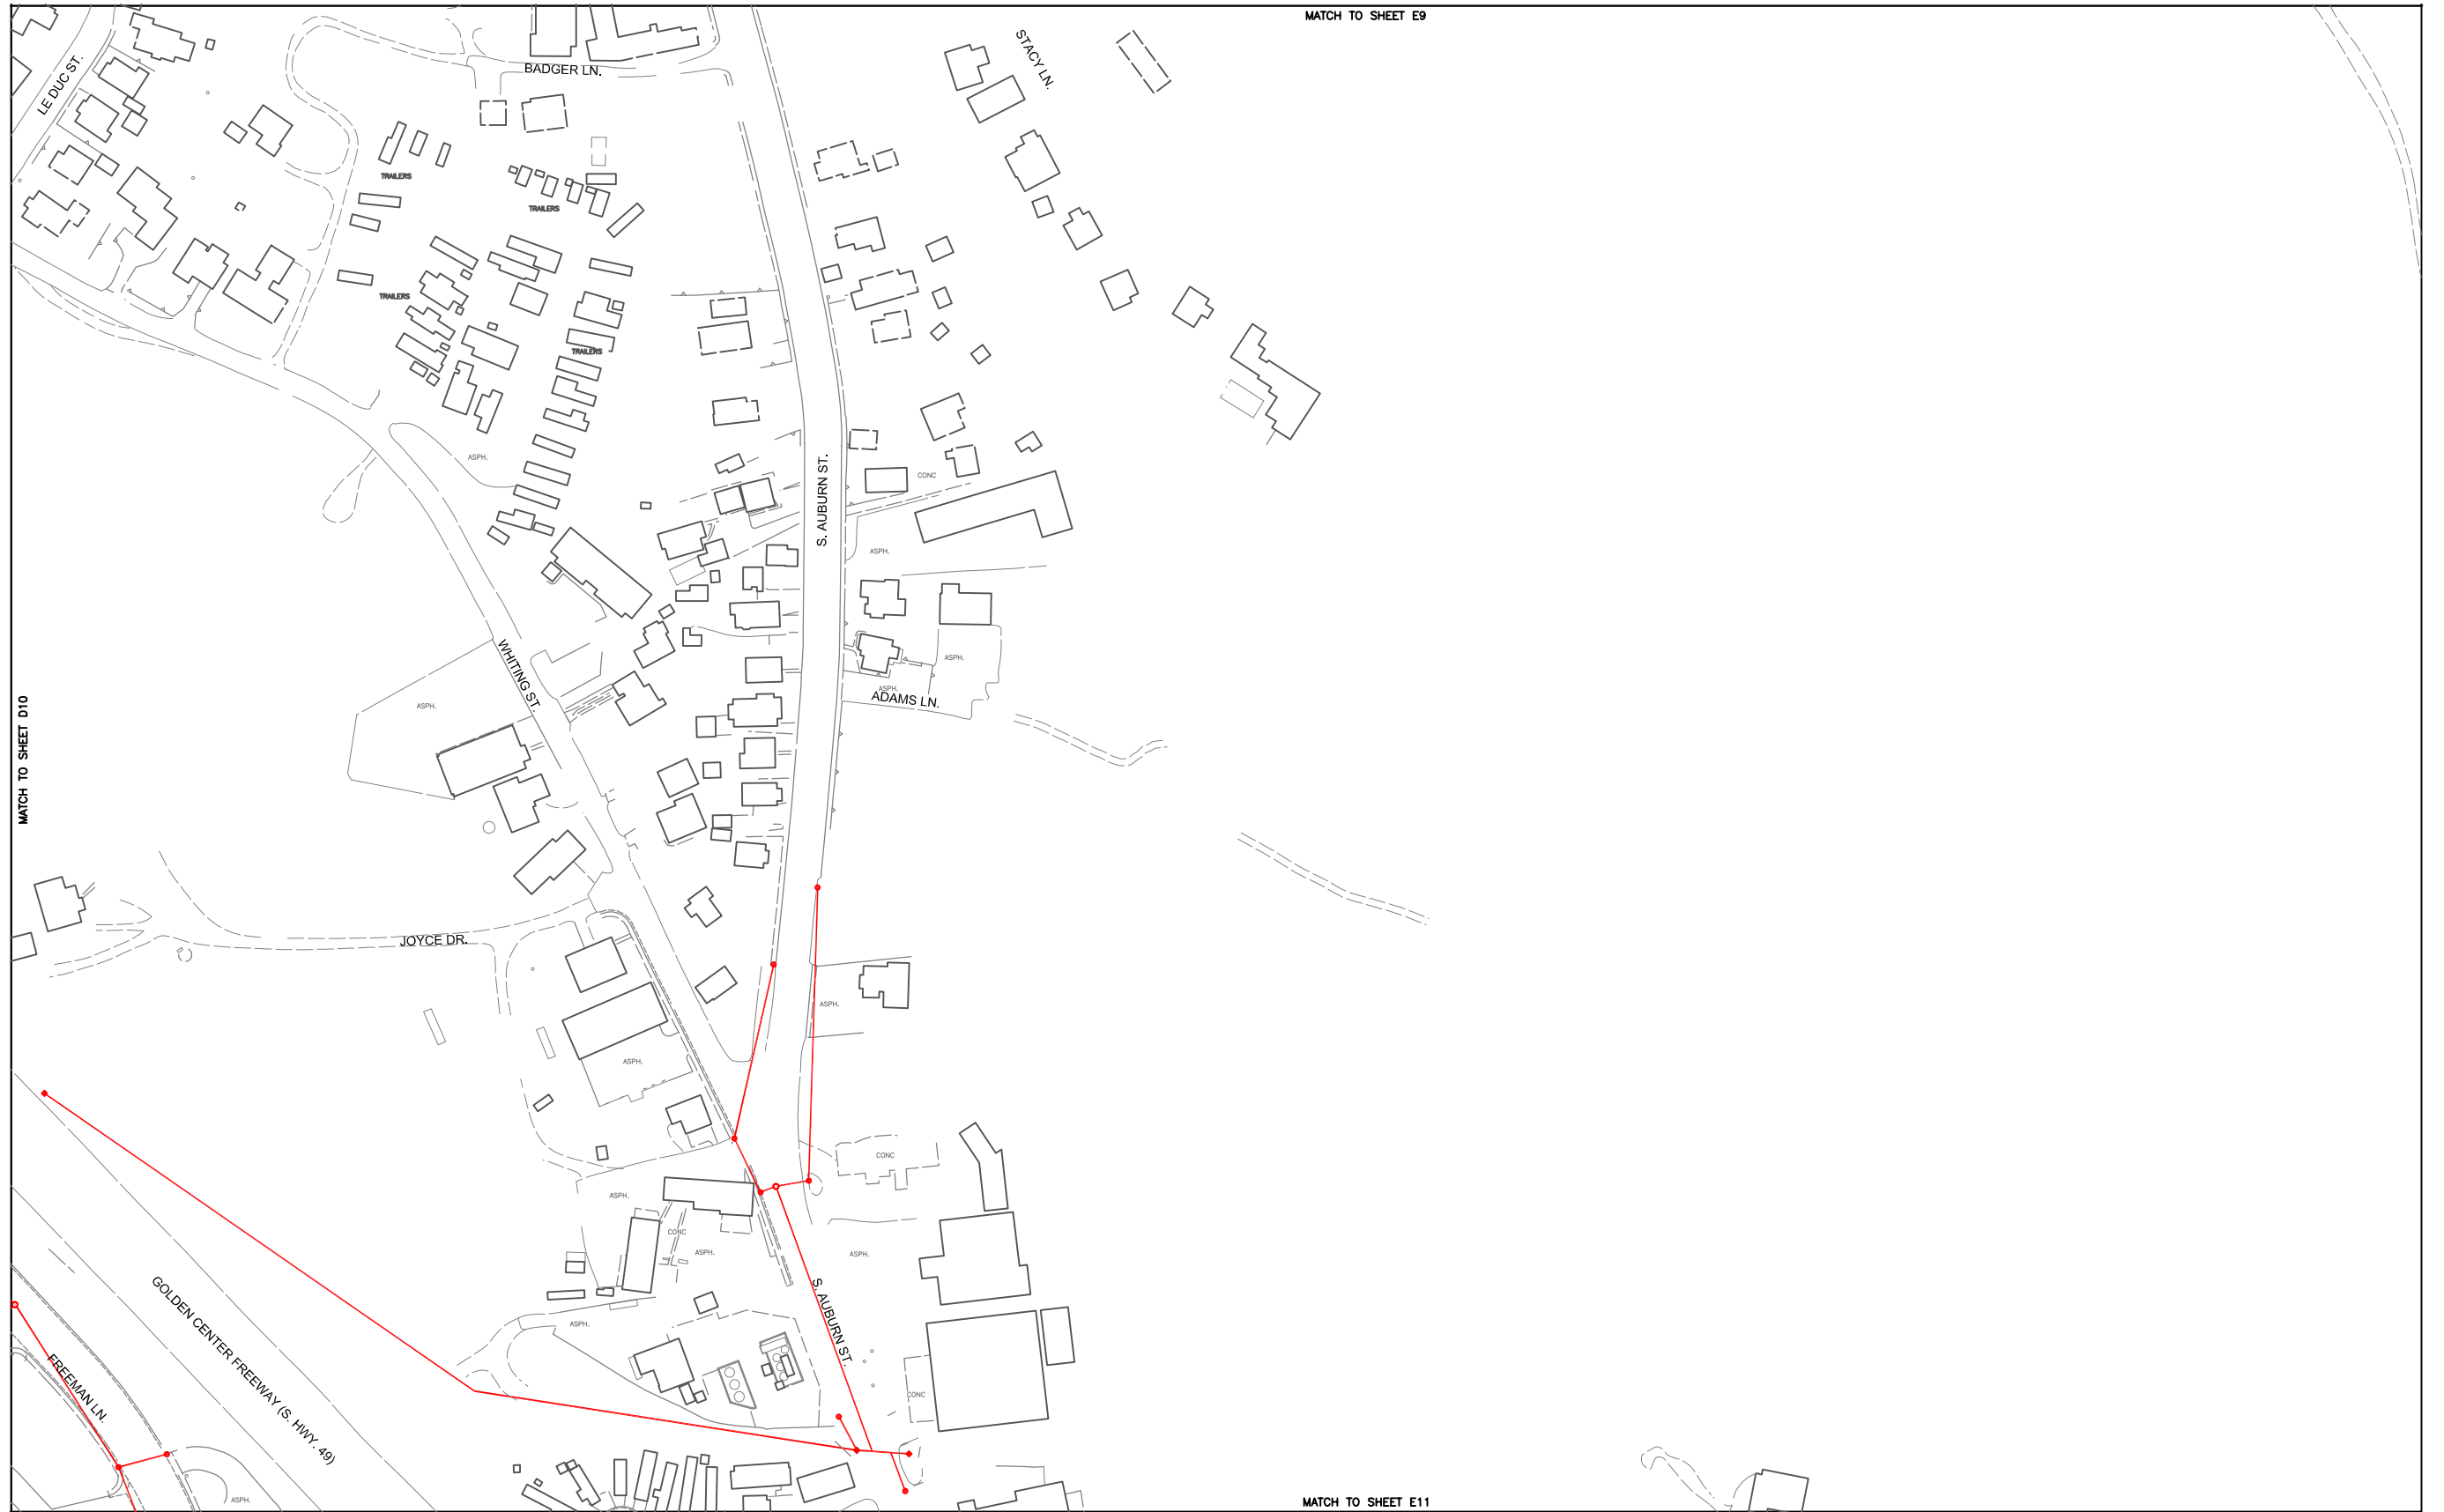 MATCH TO SHEET E9
STACY LN.
LE DUC ST.
BADGER LN.
TRAILERS
TRAILERS
TRAILERS
TRAILERS
ASPH.
CONC
S. AUBURN ST.
ASPH.
WHITING ST.
ASPH.
ASPH.
ADAMS LN.
ASPH.
MATCH TO SHEET D10
JOYCE DR.
ASPH.
ASPH.
CONC
ASPH.
CONC
ASPH.
ASPH.
GOLDEN CENTER FREEWAY (S. HWY. 49)
S. AUBURN ST.
ASPH.
FREEMAN LN.
CONC
ASPH.
MATCH TO SHEET E11